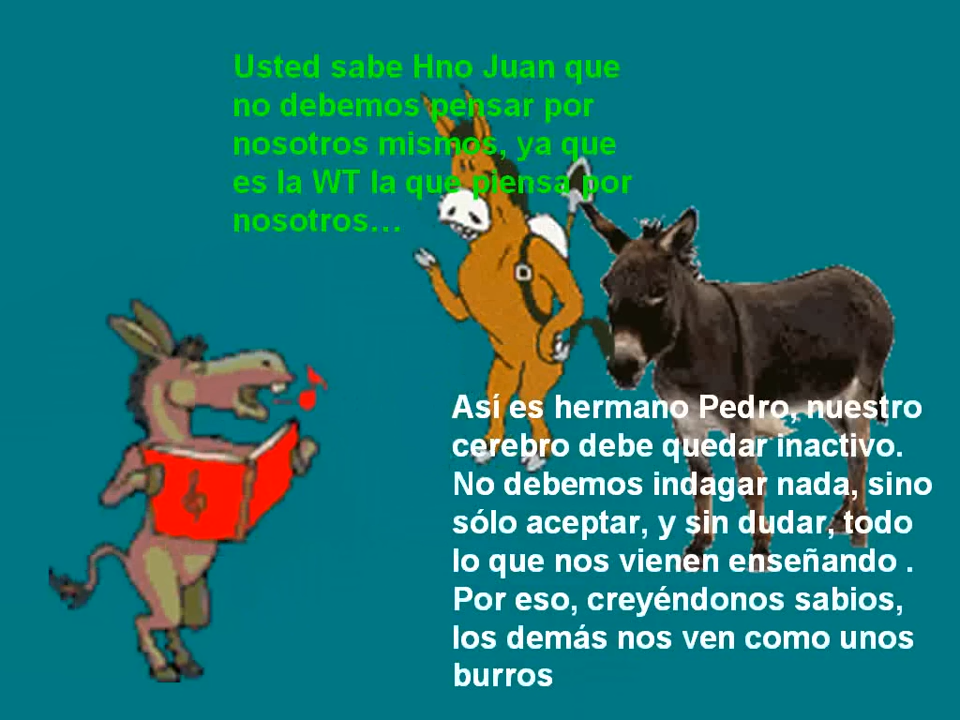 Usted sabe Hno Juan que
no debemos pensar por
nosotros mismos, ya que
es la WT la que piensa por
nosotros...
Así es hermano Pedro, nuestro
cerebro debe quedar inactivo.
No debemos indagar nada, sino
sólo aceptar, y sin dudar, todo
lo que nos vienen enseñando .
Por eso, creyéndonos sabios,
los demás nos ven como unos
burros